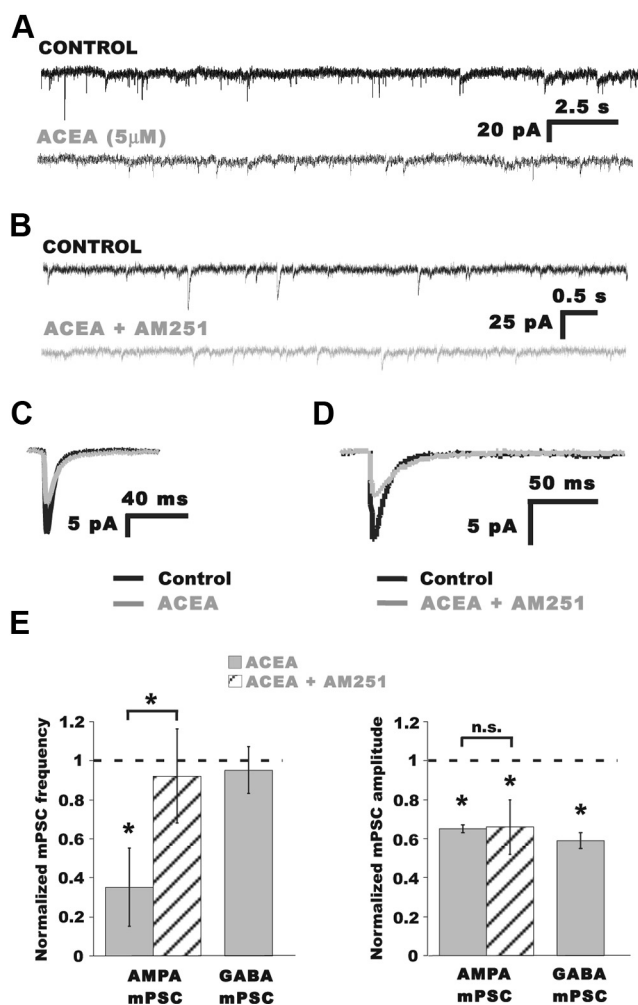 A
CONTROL
2.5 s
20 pA
ACEA (5μM)
B
CONTROL
0.5 s
25 pA
ACEA + AM251
C
D
40 ms
5 pA
50 ms
5 pA
Control
ACEA
Control
ACEA + AM251
E
ACEA
ACEA + AM251
Normalized mPSC frequency
1.2
1
0.8
0.6
0.4
0.2
0
*
*
AMPA
mPSC
GABA
mPSC
Normalized mPSC amplitude
1.2
1
0.8
0.6
0.4
0.2
0
n.s.
*
*
*
AMPA
mPSC
GABA
mPSC